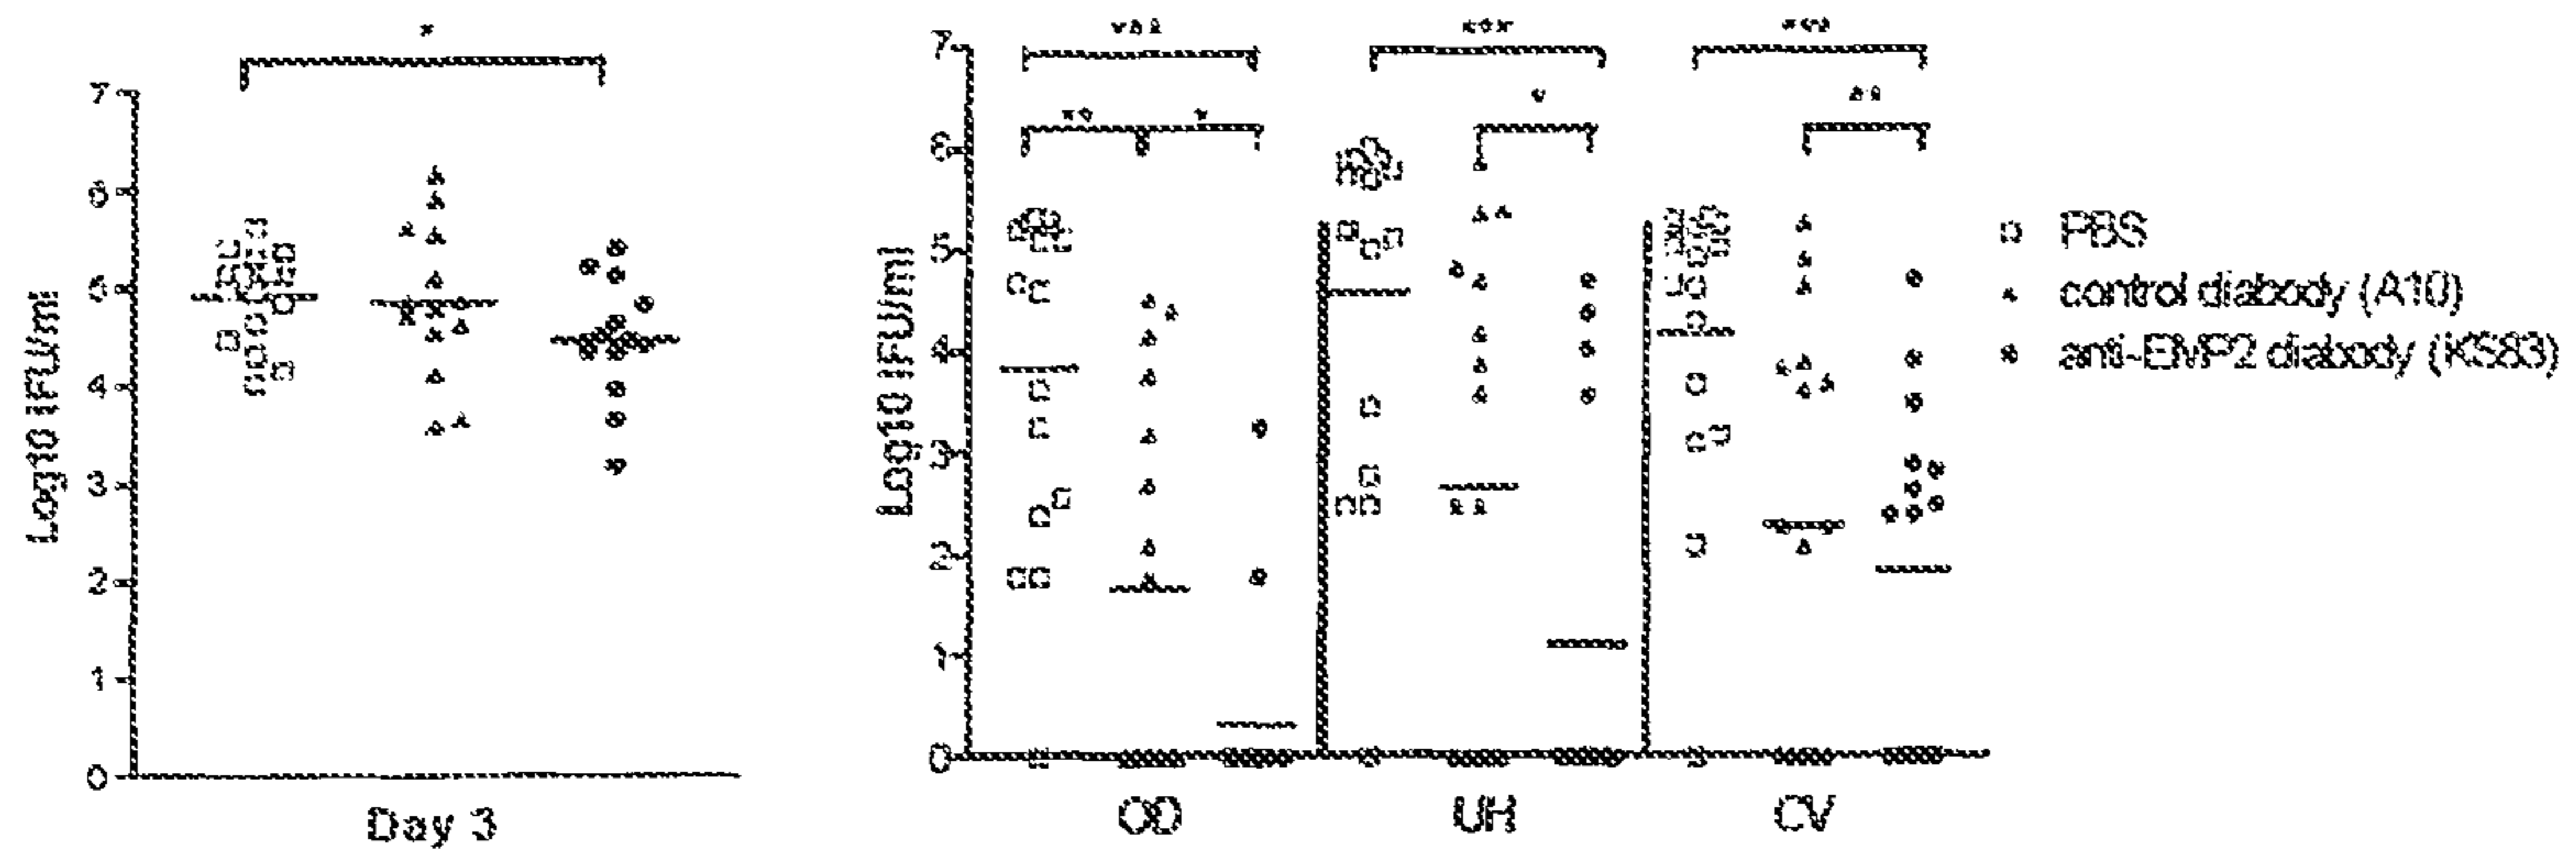 *
7
6
5
4
3
2
1
0
Log10 IFU/ml
Day 3
***
***
***
**
*
*
**
7
6
5
4
3
2
1
0
Log10 IFU/ml
OD
UH
CV
PBS
control diabody (A10)
anti-EMP2 diabody (KS83)